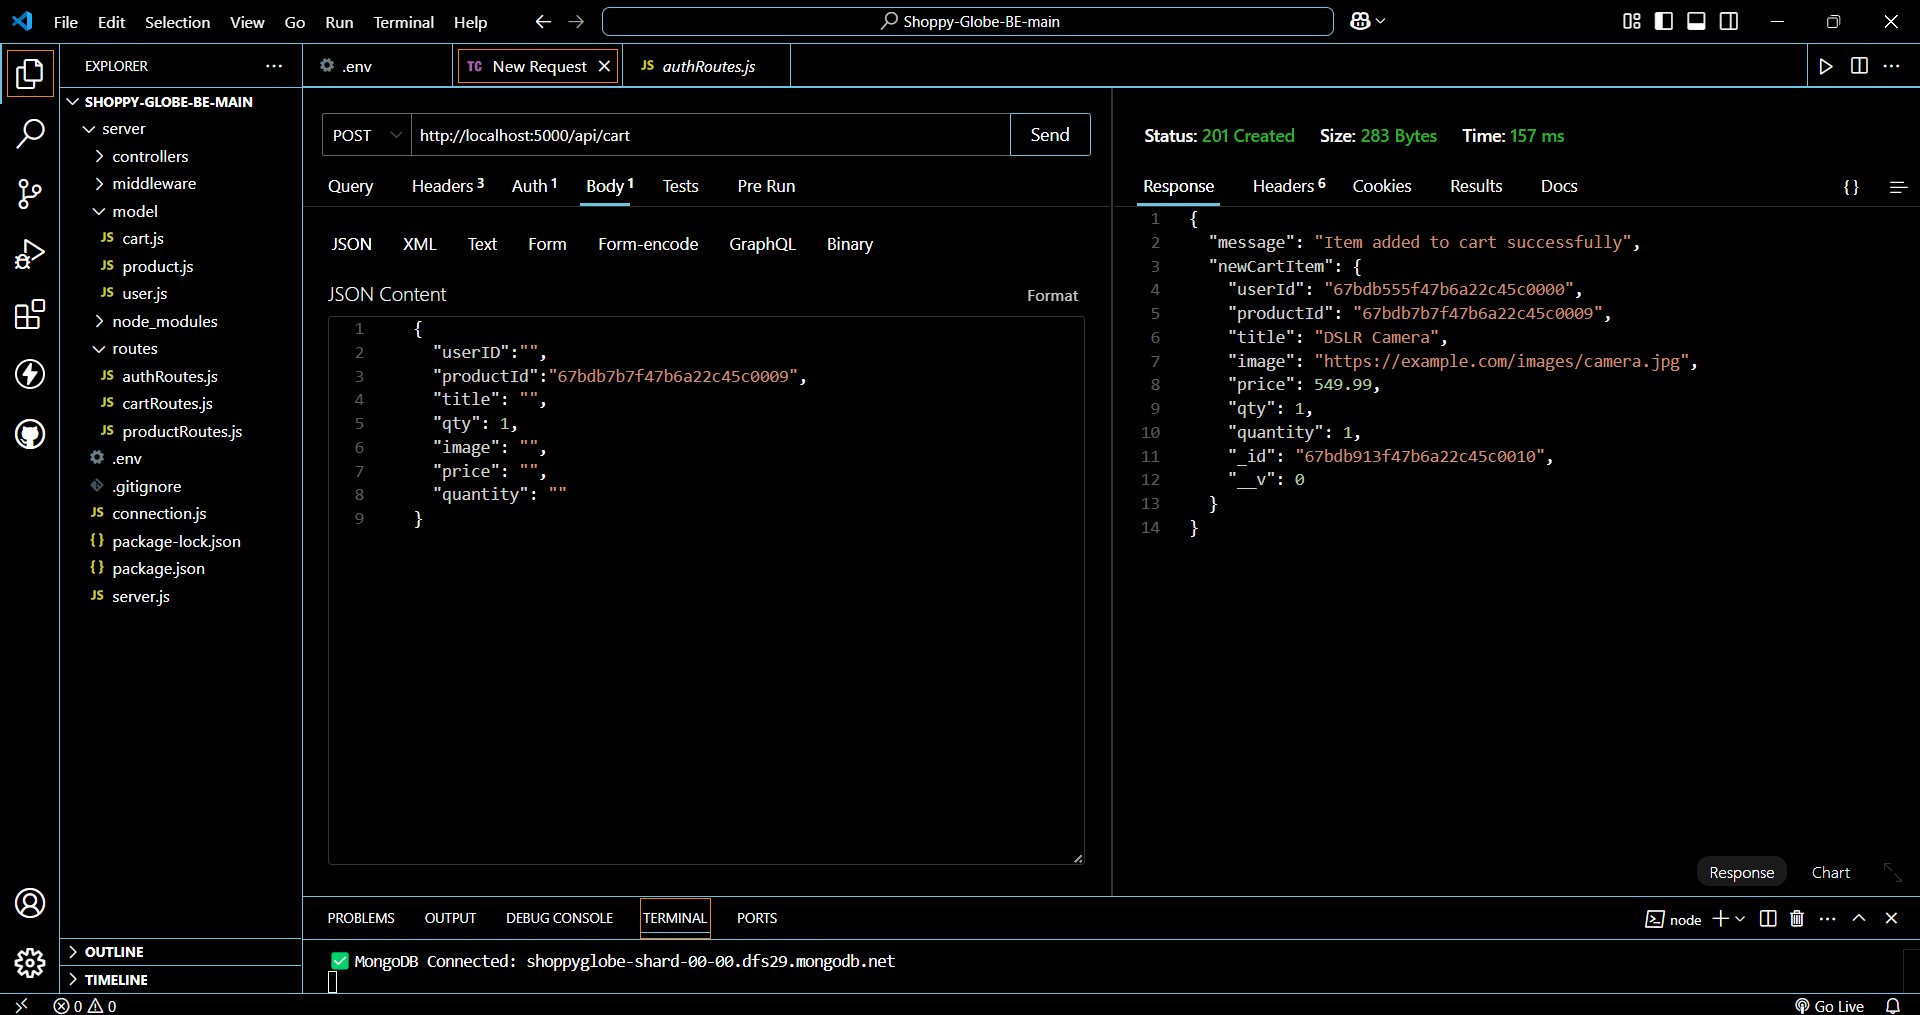 File Edit Selection View Go Run Terminal Help
Shoppy-Globe-BE-main
EXPLORER
.env
TC New Request
JS authRoutes.js
SHOPPY-GLOBE-BE-MAIN
server
controllers
middleware
model
JS cart.js
JS product.js
JS user.js
node_modules
routes
JS authRoutes.js
JS cartRoutes.js
JS productRoutes.js
.env
.gitignore
JS connection.js
{} package-lock.json
{} package.json
JS server.js
OUTLINE
TIMELINE
POST http://localhost:5000/api/cart Send
Query Headers 3 Auth 1 Body 1 Tests Pre Run
JSON XML Text Form Form-encode GraphQL Binary
JSON Content Format
1 {
2 "userID":"",
3 "productId":"67bdb7b7f47b6a22c45c0009",
4 "title": "",
5 "qty": 1,
6 "image": "",
7 "price": "",
8 "quantity": ""
9 }
Status: 201 Created Size: 283 Bytes Time: 157 ms
Response Headers 6 Cookies Results Docs {}
1 {
2 "message": "Item added to cart successfully",
3 "newCartItem": {
4 "userId": "67bdb555f47b6a22c45c0000",
5 "productId": "67bdb7b7f47b6a22c45c0009",
6 "title": "DSLR Camera",
7 "image": "https://example.com/images/camera.jpg",
8 "price": 549.99,
9 "qty": 1,
10 "quantity": 1,
11 "_id": "67bdb913f47b6a22c45c0010",
12 "__v": 0
13 }
14 }
Response Chart
PROBLEMS OUTPUT DEBUG CONSOLE TERMINAL PORTS
node
MongoDB Connected: shoppyglobe-shard-00-00.dfs29.mongodb.net
0 0
Go Live